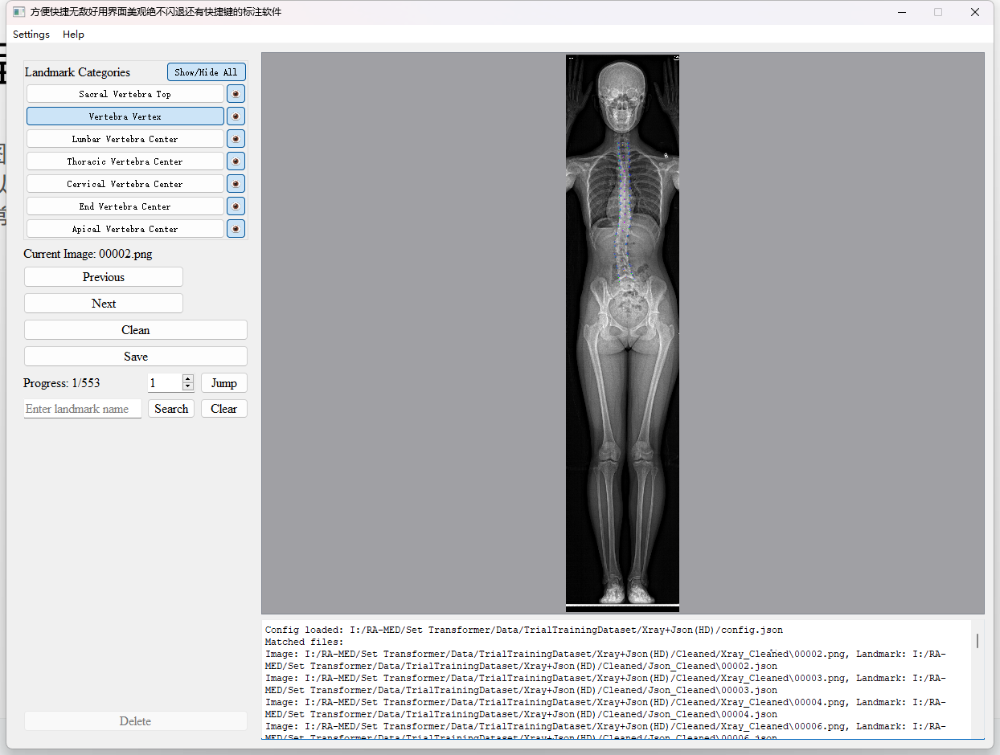 方便快捷无敌好用界面美观绝不闪退还有快捷键的标注软件
Settings Help
Landmark Categories Show/Hide All
Sacral Vertebra Top
Vertebra Vertex
Lumbar Vertebra Center
Thoracic Vertebra Center
Cervical Vertebra Center
End Vertebra Center
Apical Vertebra Center
Current Image: 00002.png
Previous
Next
Clean
Save
Progress: 1/553 1 Jump
Enter landmark name Search Clear
Delete
Config loaded: I:/RA-MED/Set Transformer/Data/TrialTrainingDataset/Xray+Json(HD)/config.json
Matched files:
Image: I:/RA-MED/Set Transformer/Data/TrialTrainingDataset/Xray+Json(HD)/Cleaned/Xray_Cleaned\00002.png, Landmark: I:/RA-
MED/Set Transformer/Data/TrialTrainingDataset/Xray+Json(HD)/Cleaned/Json_Cleaned\00002.json
Image: I:/RA-MED/Set Transformer/Data/TrialTrainingDataset/Xray+Json(HD)/Cleaned/Xray_Cleaned\00003.png, Landmark: I:/RA-
MED/Set Transformer/Data/TrialTrainingDataset/Xray+Json(HD)/Cleaned/Json_Cleaned\00003.json
Image: I:/RA-MED/Set Transformer/Data/TrialTrainingDataset/Xray+Json(HD)/Cleaned/Xray_Cleaned\00004.png, Landmark: I:/RA-
MED/Set Transformer/Data/TrialTrainingDataset/Xray+Json(HD)/Cleaned/Json_Cleaned\00004.json
Image: I:/RA-MED/Set Transformer/Data/TrialTrainingDataset/Xray+Json(HD)/Cleaned/Xray_Cleaned\00006.png, Landmark: I:/RA-
MED/Set Transformer/Data/TrialTrainingDataset/Xray+Json(HD)/Cleaned/Json_Cleaned\00006.json